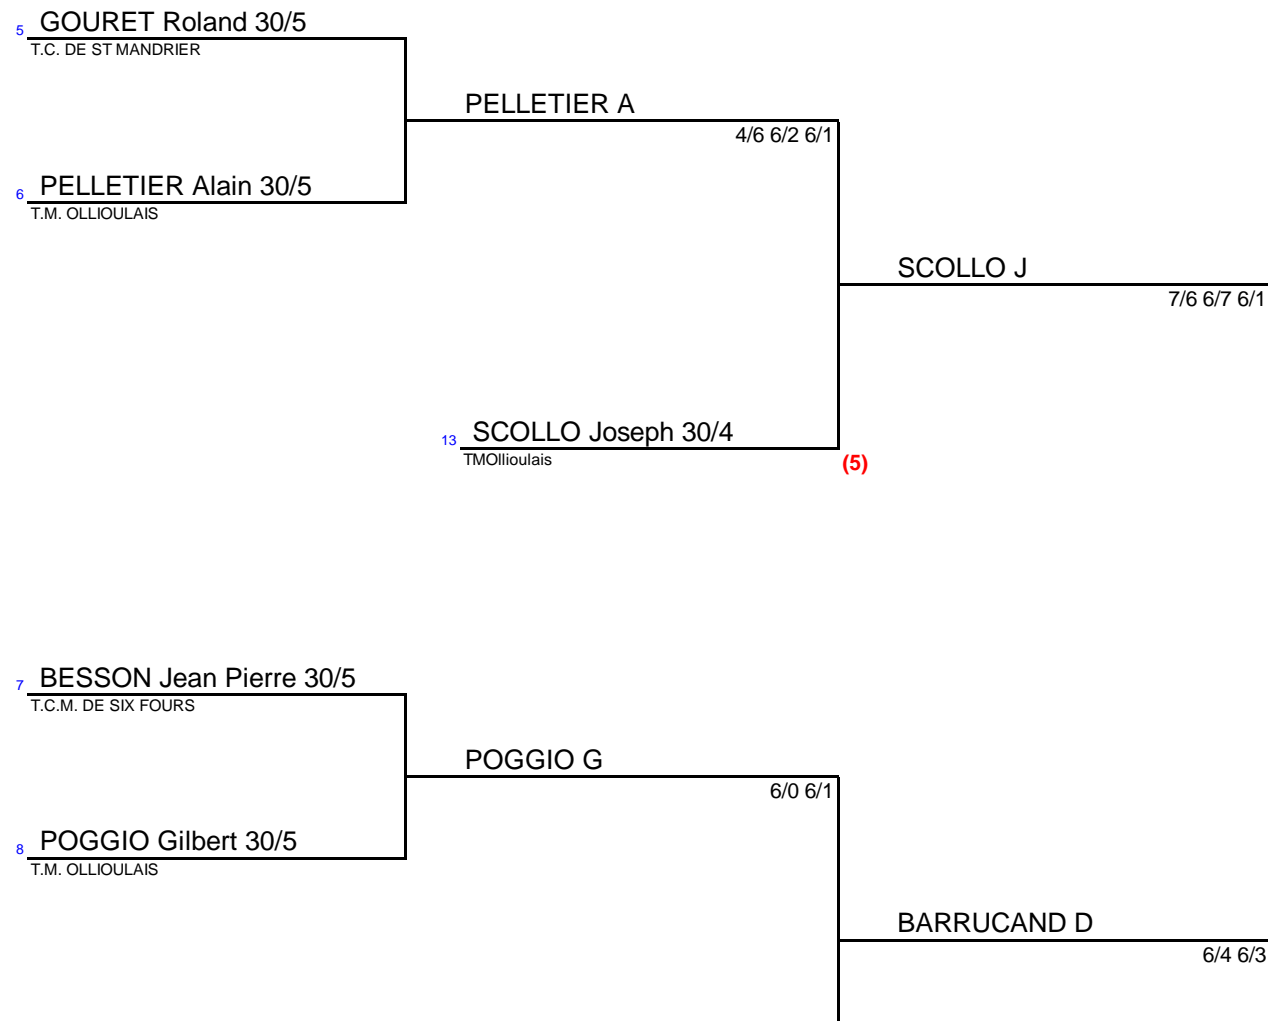 5 GOURET Roland 30/5
T.C. DE ST MANDRIER
PELLETIER A
4/6 6/2 6/1
6 PELLETIER Alain 30/5
T.M. OLLIOULAIS
SCOLLO J
7/6 6/7 6/1
13 SCOLLO Joseph 30/4
TMOllioulais
(5)
7 BESSON Jean Pierre 30/5
T.C.M. DE SIX FOURS
POGGIO G
6/0 6/1
8 POGGIO Gilbert 30/5
T.M. OLLIOULAIS
BARRUCAND D
6/4 6/3